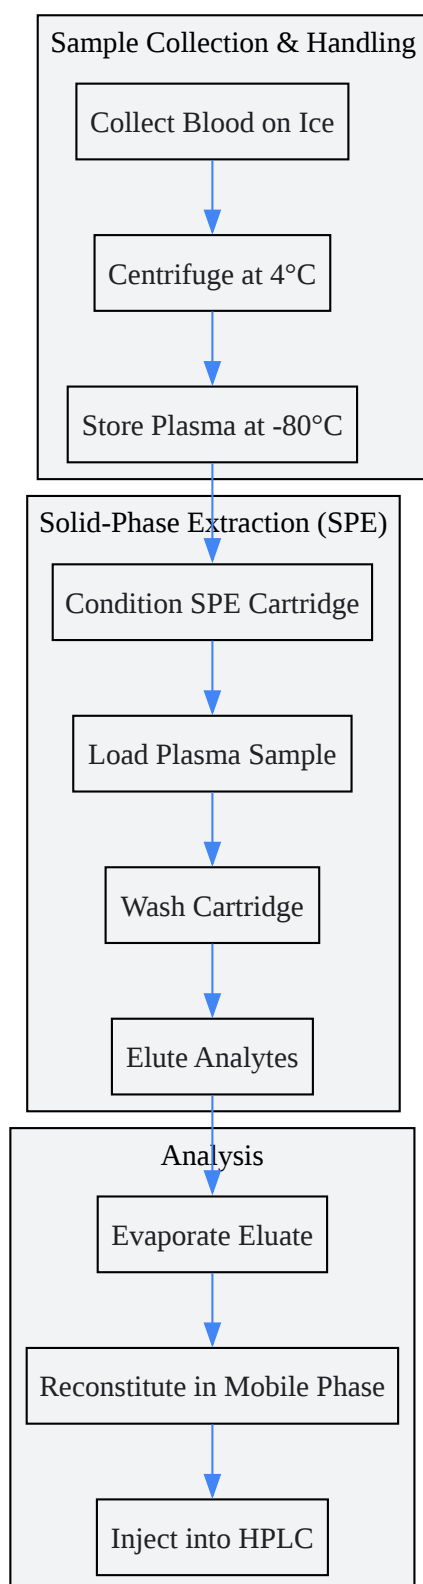 Sample Collection & Handling
Collect Blood on Ice
Centrifuge at 4°C
Store Plasma at -80°C
Solid-Phase Extraction (SPE)
Condition SPE Cartridge
Load Plasma Sample
Wash Cartridge
Elute Analytes
Analysis
Evaporate Eluate
Reconstitute in Mobile Phase
Inject into HPLC